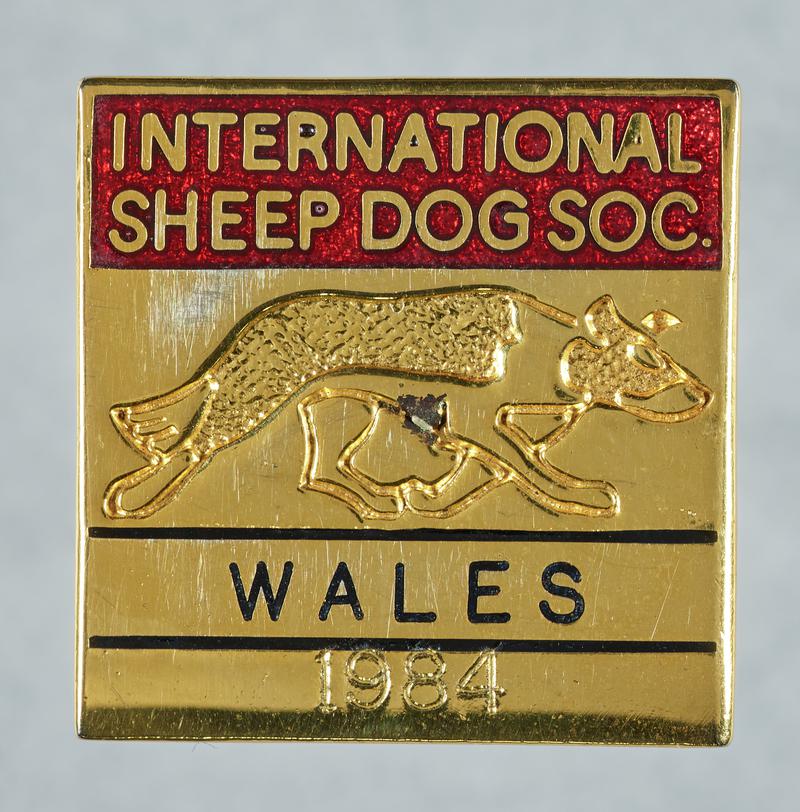 INTERNATIONAL
SHEEP DOG SOC.
WALES
1984